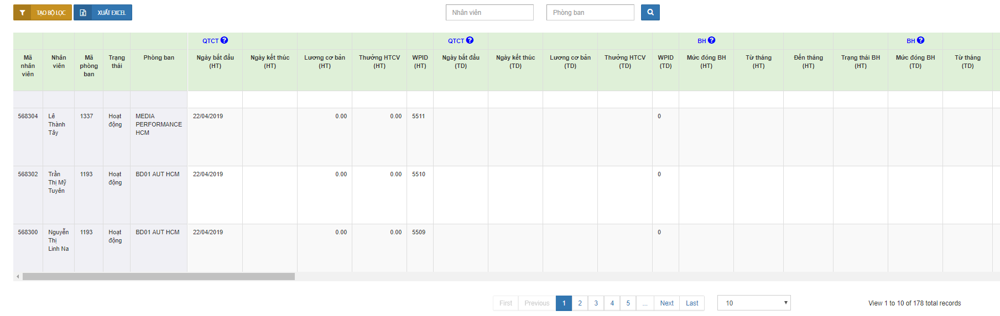 TẠO BỘ LỌC XUẤT EXCEL Nhân viên Phòng ban
QTCT ? QTCT ? BH ? BH ?
Mã nhân viên Nhân viên Mã phòng ban Trạng thái Phòng ban Ngày bắt đầu (HT) Ngày kết thúc (HT) Lương cơ bản (HT) Thưởng HTCV (HT) WPID (HT) Ngày bắt đầu (TD) Ngày kết thúc (TD) Lương cơ bản (TD) Thưởng HTCV (TD) WPID (TD) Mức đóng BH (HT) Từ tháng (HT) Đến tháng (HT) Trạng thái BH (HT) Mức đóng BH (TD) Từ tháng (TD)
568304 Lê Thành Tây 1337 Hoạt động MEDIA PERFORMANCE HCM 22/04/2019 0.00 0.00 5511 0
568302 Trần Thị Mỹ Tuyên 1193 Hoạt động BD01 AUT HCM 22/04/2019 0.00 0.00 5510 0
568300 Nguyễn Thị Linh Na 1193 Hoạt động BD01 AUT HCM 22/04/2019 0.00 0.00 5509 0
First Previous 1 2 3 4 5 ... Next Last 10 View 1 to 10 of 178 total records